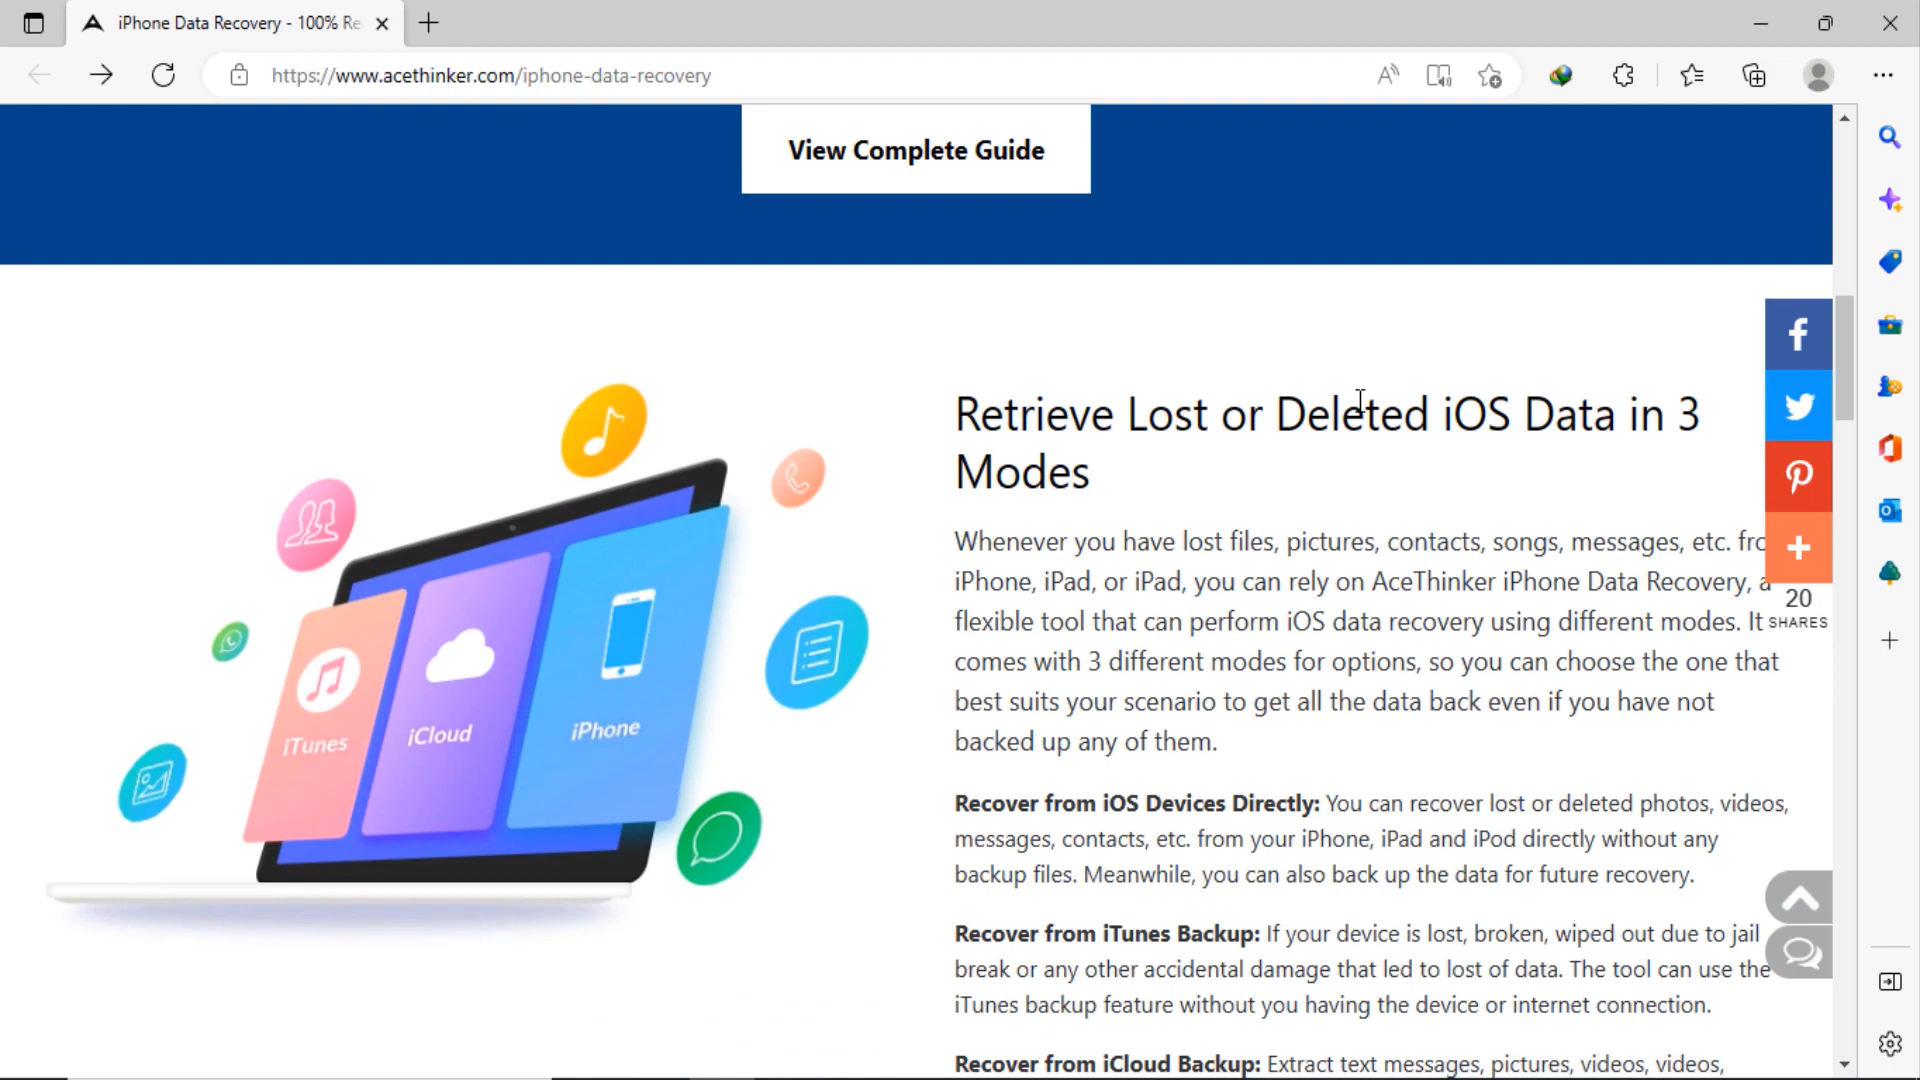 iPhone Data Recovery - 100% Re
https://www.acethinker.com/iphone-data-recovery
View Complete Guide
Retrieve Lost or Deleted iOS Data in 3
Modes
Whenever you have lost files, pictures, contacts, songs, messages, etc. fro
iPhone, iPad, or iPad, you can rely on AceThinker iPhone Data Recovery, a
flexible tool that can perform iOS data recovery using different modes. It
comes with 3 different modes for options, so you can choose the one that
best suits your scenario to get all the data back even if you have not
backed up any of them.
Recover from iOS Devices Directly: You can recover lost or deleted photos, videos,
messages, contacts, etc. from your iPhone, iPad and iPod directly without any
backup files. Meanwhile, you can also back up the data for future recovery.
Recover from iTunes Backup: If your device is lost, broken, wiped out due to jail
break or any other accidental damage that led to lost of data. The tool can use the
iTunes backup feature without you having the device or internet connection.
Recover from iCloud Backup: Extract text messages, pictures, videos, videos,
iTunes
iCloud
iPhone
20
SHARES